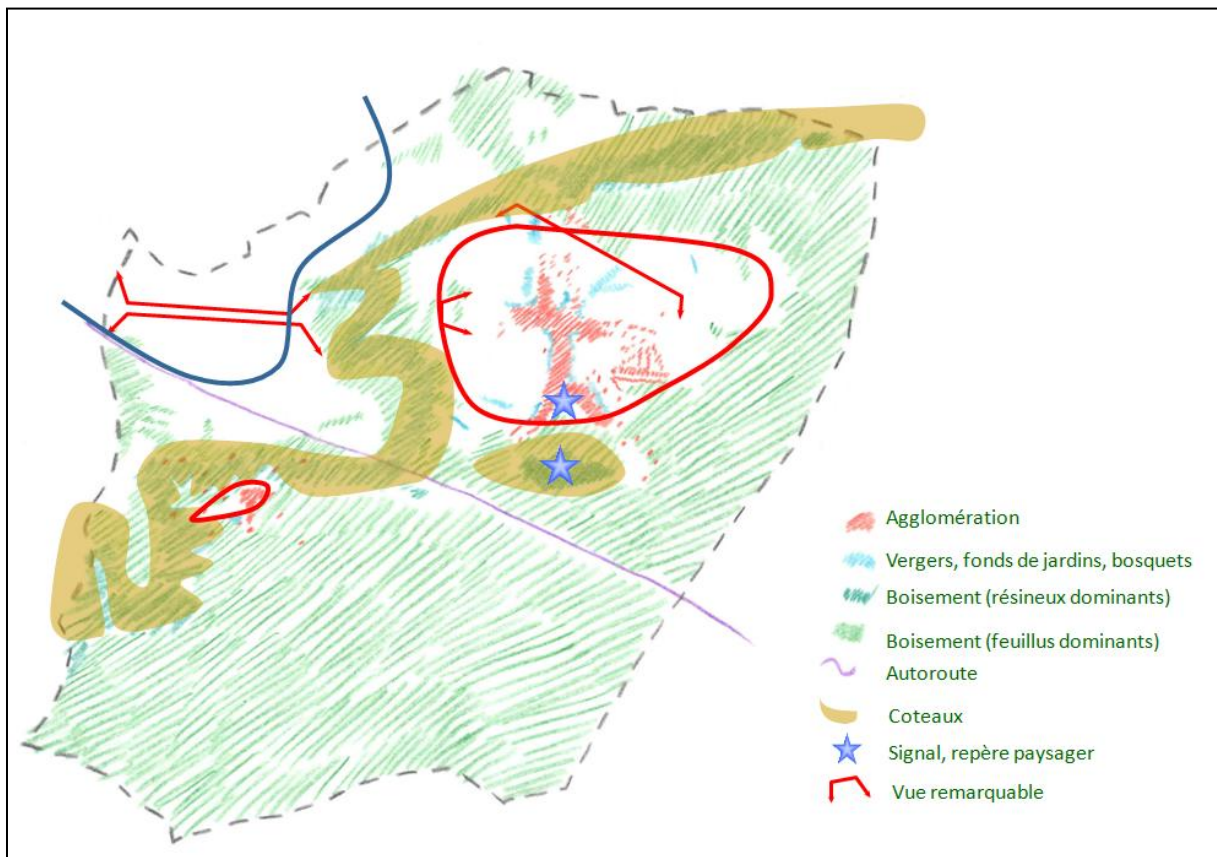 Agglomération
Vergers, fonds de jardins, bosquets
Boisement (résineux dominants)
Boisement (feuillus dominants)
Autoroute
Coteaux
Signal, repère paysager
Vue remarquable